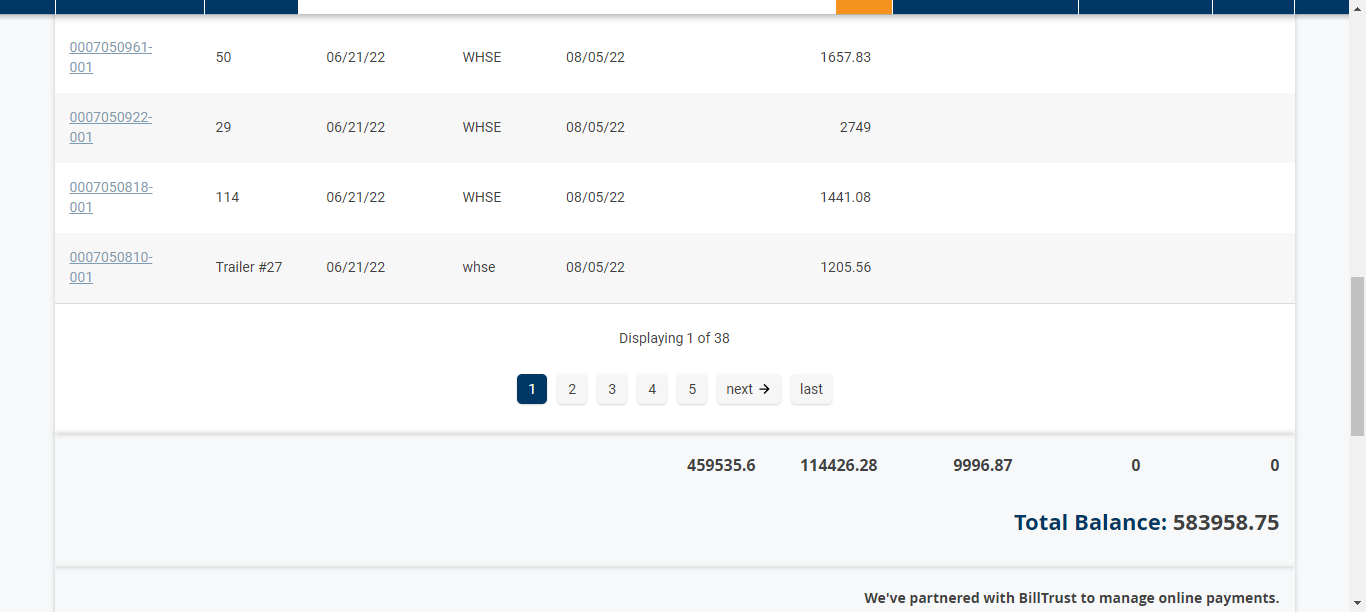 0007050961-
001
50
06/21/22
WHSE
08/05/22
1657.83
0007050922-
001
29
06/21/22
WHSE
08/05/22
2749
0007050818-
001
114
06/21/22
WHSE
08/05/22
1441.08
0007050810-
001
Trailer #27
06/21/22
whse
08/05/22
1205.56
Displaying 1 of 38
1 2 3 4 5 next → last
459535.6 114426.28 9996.87 0 0
Total Balance: 583958.75
We've partnered with BillTrust to manage online payments.